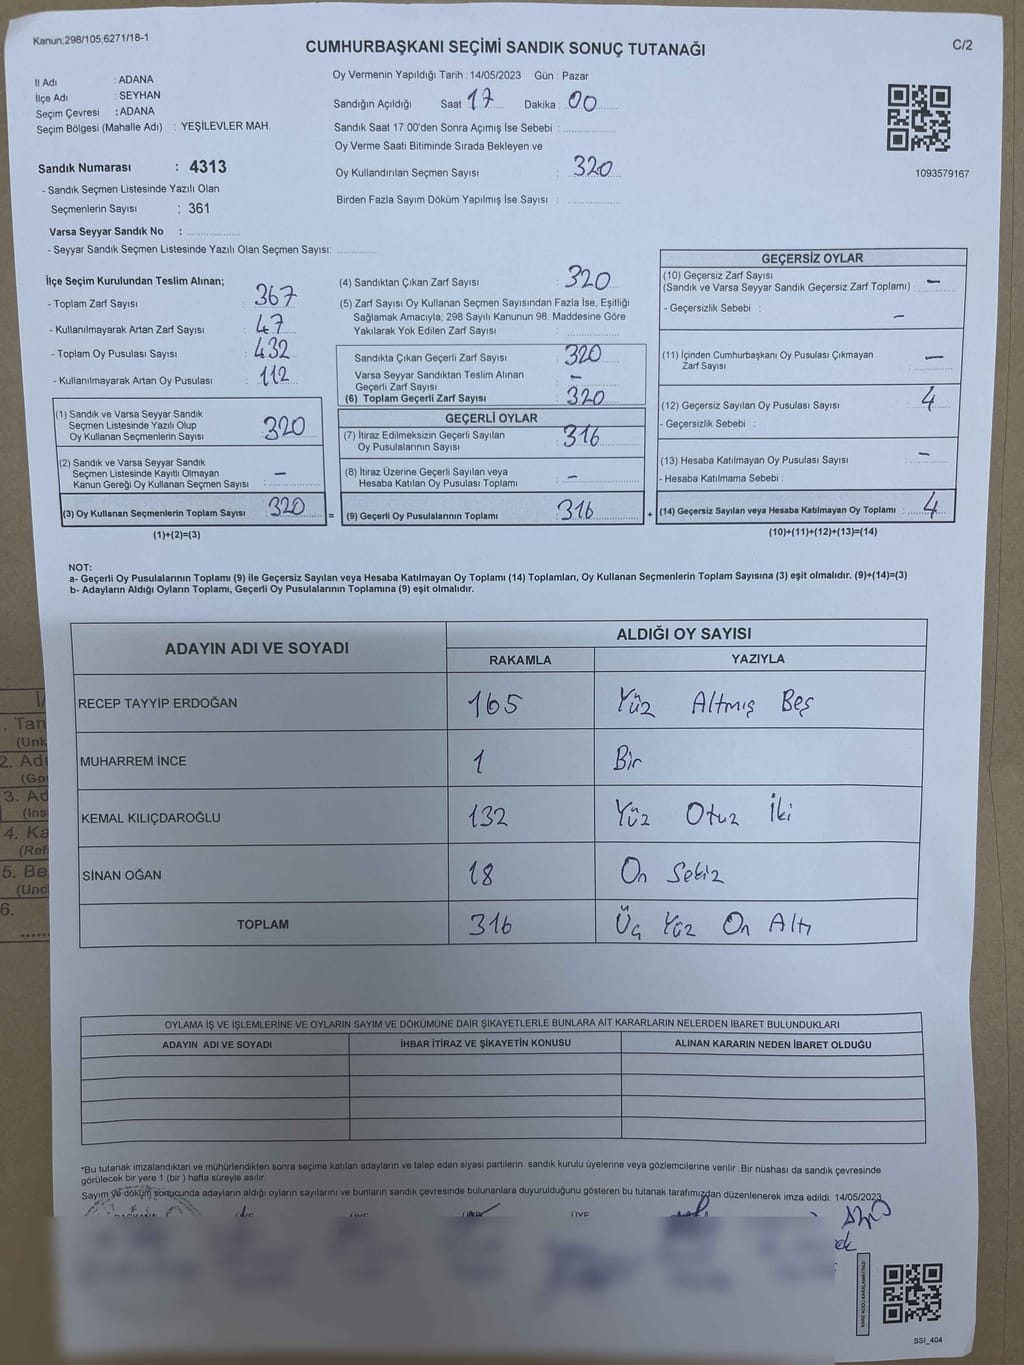 Kanun;298/105;6271/18-1
CUMHURBAŞKANI SEÇİMİ SANDIK SONUÇ TUTANAĞI
C/2
İl Adı : ADANA
İlçe Adı : SEYHAN
Seçim Çevresi : ADANA
Seçim Bölgesi (Mahalle Adı) : YEŞİLEVLER MAH.
Oy Vermenin Yapıldığı Tarih : 14/05/2023 Gün : Pazar
Sandığın Açıldığı Saat 17 Dakika : 00
Sandık Saat 17.00'den Sonra Açımış İse Sebebi :
Oy Verme Saati Bitiminde Sırada Bekleyen ve
Oy Kullandırılan Seçmen Sayısı : 320
Birden Fazla Sayım Döküm Yapılmış İse Sayısı :
1093579167
Sandık Numarası : 4313
- Sandık Seçmen Listesinde Yazılı Olan
Seçmenlerin Sayısı : 361
Varsa Seyyar Sandık No :
- Seyyar Sandık Seçmen Listesinde Yazılı Olan Seçmen Sayısı:
İlçe Seçim Kurulundan Teslim Alınan;
- Toplam Zarf Sayısı : 367
- Kullanılmayarak Artan Zarf Sayısı : 47
- Toplam Oy Pusulası Sayısı : 432
- Kullanılmayarak Artan Oy Pusulası : 112
(1) Sandık ve Varsa Seyyar Sandık
Seçmen Listesinde Yazılı Olup
Oy Kullanan Seçmenlerin Sayısı : 320
(2) Sandık ve Varsa Seyyar Sandık
Seçmen Listesinde Kayıtlı Olmayan
Kanun Gereği Oy Kullanan Seçmen Sayısı : –
(3) Oy Kullanan Seçmenlerin Toplam Sayısı : 320
(1)+(2)=(3)
(4) Sandıktan Çıkan Zarf Sayısı : 320
(5) Zarf Sayısı Oy Kullanan Seçmen Sayısından Fazla İse, Eşitliği
Sağlamak Amacıyla; 298 Sayılı Kanunun 98. Maddesine Göre
Yakılarak Yok Edilen Zarf Sayısı :
Sandıkta Çıkan Geçerli Zarf Sayısı : 320
Varsa Seyyar Sandıktan Teslim Alınan
Geçerli Zarf Sayısı : –
(6) Toplam Geçerli Zarf Sayısı : 320
GEÇERLİ OYLAR
(7) İtiraz Edilmeksizin Geçerli Sayılan
Oy Pusulalarının Sayısı : 316
(8) İtiraz Üzerine Geçerli Sayılan veya
Hesaba Katılan Oy Pusulası Toplamı : –
= (9) Geçerli Oy Pusulalarının Toplamı : 316
GEÇERSİZ OYLAR
(10) Geçersiz Zarf Sayısı
(Sandık ve Varsa Seyyar Sandık Geçersiz Zarf Toplamı) : –
- Geçersizlik Sebebi : –
(11) İçinden Cumhurbaşkanı Oy Pusulası Çıkmayan
Zarf Sayısı : –
(12) Geçersiz Sayılan Oy Pusulası Sayısı : 4
- Geçersizlik Sebebi :
(13) Hesaba Katılmayan Oy Pusulası Sayısı : –
- Hesaba Katılmama Sebebi :
+ (14) Geçersiz Sayılan veya Hesaba Katılmayan Oy Toplamı : 4
(10)+(11)+(12)+(13)=(14)
NOT:
a- Geçerli Oy Pusulalarının Toplamı (9) ile Geçersiz Sayılan veya Hesaba Katılmayan Oy Toplamı (14) Toplamları, Oy Kullanan Seçmenlerin Toplam Sayısına (3) eşit olmalıdır. (9)+(14)=(3)
b- Adayların Aldığı Oyların Toplamı, Geçerli Oy Pusulalarının Toplamına (9) eşit olmalıdır.
ADAYIN ADI VE SOYADI ALDIĞI OY SAYISI
RAKAMLA YAZIYLA
RECEP TAYYİP ERDOĞAN 165 Yüz Altmış Beş
MUHARREM İNCE 1 Bir
KEMAL KILIÇDAROĞLU 132 Yüz Otuz İki
SİNAN OĞAN 18 On Sekiz
TOPLAM 316 Üç Yüz On Altı
OYLAMA İŞ VE İŞLEMLERİNE VE OYLARIN SAYIM VE DÖKÜMÜNE DAİR ŞİKAYETLERLE BUNLARA AİT KARARLARIN NELERDEN İBARET BULUNDUKLARI
ADAYIN ADI VE SOYADI İHBAR İTİRAZ VE ŞİKAYETİN KONUSU ALINAN KARARIN NEDEN İBARET OLDUĞU
*Bu tutanak imzalandıktan ve mühürlendikten sonra seçime katılan adayların ve talep eden siyasi partilerin sandık kurulu üyelerine veya gözlemcilerine verilir .Bir nüshası da sandık çevresinde
görülecek bir yere 1 (bir ) hafta süreyle asılır
Sayım ve döküm sonucunda adayların aldığı oyların sayılarını ve bunların sandık çevresinde bulunanlara duyurulduğunu gösteren bu tutanak tarafımızdan düzenlenerek imza edildi. 14/05/2023
SSI_404